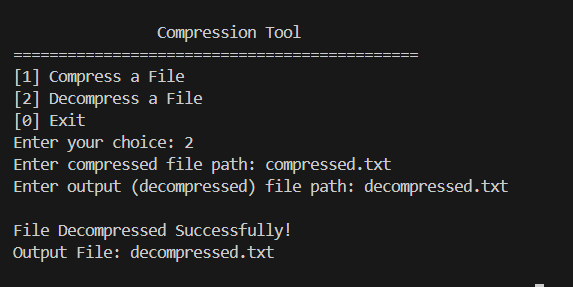 Compression Tool
=============================================
[1] Compress a File
[2] Decompress a File
[0] Exit
Enter your choice: 2
Enter compressed file path: compressed.txt
Enter output (decompressed) file path: decompressed.txt
File Decompressed Successfully!
Output File: decompressed.txt